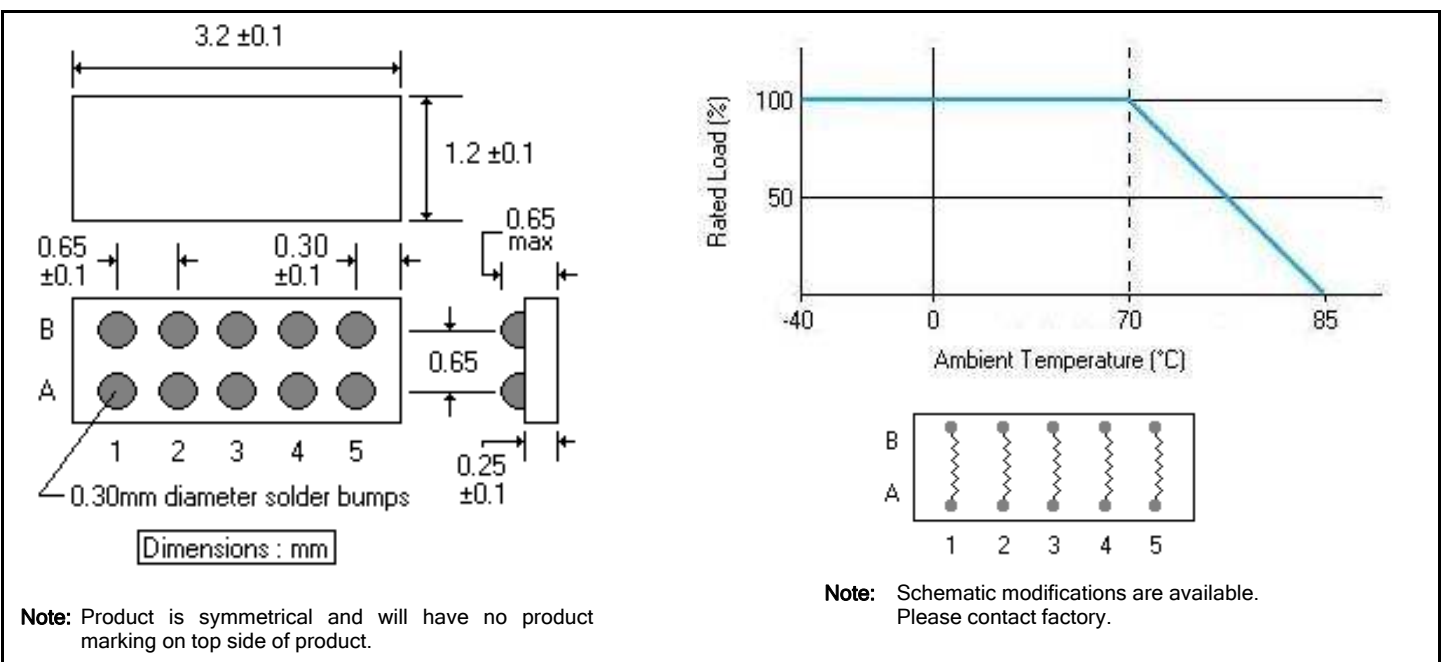 3.2 ±0.1
1.2 ±0.1
0.65
±0.1
0.30
±0.1
0.65
max
B
A
0.65
1 2 3 4 5
0.25
±0.1
0.30mm diameter solder bumps
Dimensions : mm
Note: Product is symmetrical and will have no product
marking on top side of product.
Rated Load (%)
100
50
-40 0 70 85
Ambient Temperature (°C)
B
A
1 2 3 4 5
Note: Schematic modifications are available.
Please contact factory.